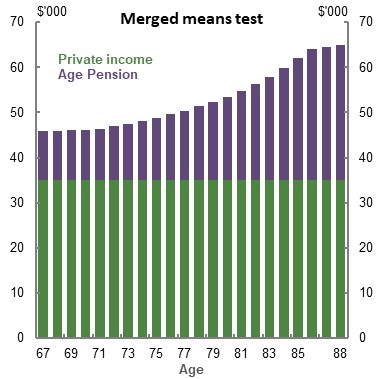 $'000 Merged means test $'000
70 70
Private income
Age Pension
60 60
50 50
40 40
30 30
20 20
10 10
0 0
67 69 71 73 75 77 79 81 83 85 88
Age